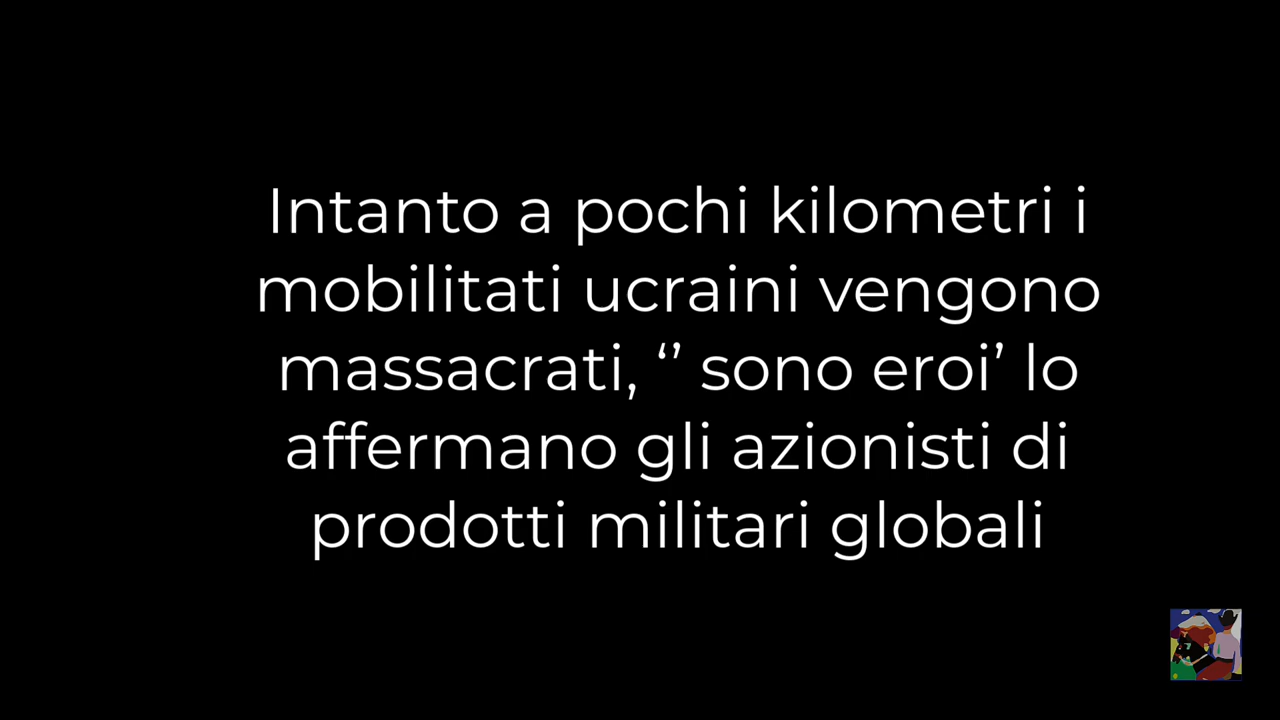 Intanto a pochi kilometri i
mobilitati ucraini vengono
massacrati, ‘’ sono eroi’ lo
affermano gli azionisti di
prodotti militari globali